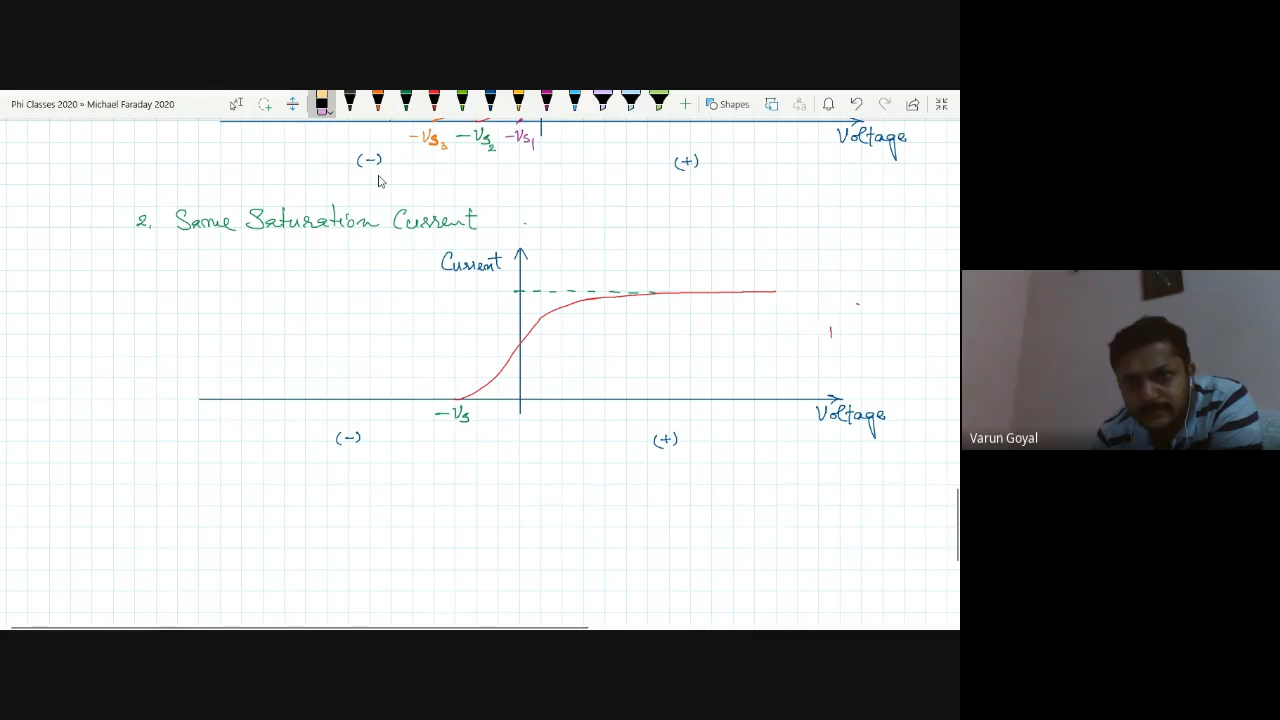 Phi Classes 2020 » Michael Faraday 2020
Shapes
-Vs3 -Vs2 -Vs1
Voltage
(-) (+)
2. Same Saturation Current
Current
-Vs
Voltage
(-) (+)
Varun Goyal